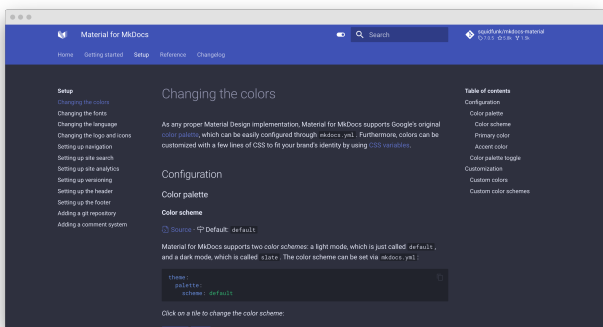 Material for MkDocs
Search
squidfunk/mkdocs-material
7.0.5 5.8k 1.5k
Home Getting started Setup Reference Changelog
Setup
Changing the colors
Changing the fonts
Changing the language
Changing the logo and icons
Setting up navigation
Setting up site search
Setting up site analytics
Setting up versioning
Setting up the header
Setting up the footer
Adding a git repository
Adding a comment system
Changing the colors
As any proper Material Design implementation, Material for MkDocs supports Google's original
color palette, which can be easily configured through mkdocs.yml. Furthermore, colors can be
customized with a few lines of CSS to fit your brand's identity by using CSS variables.
Configuration
Color palette
Color scheme
Source · Default: default
Material for MkDocs supports two color schemes: a light mode, which is just called default,
and a dark mode, which is called slate. The color scheme can be set via mkdocs.yml:
theme:
palette:
scheme: default
Click on a tile to change the color scheme:
Table of contents
Configuration
Color palette
Color scheme
Primary color
Accent color
Color palette toggle
Customization
Custom colors
Custom color schemes